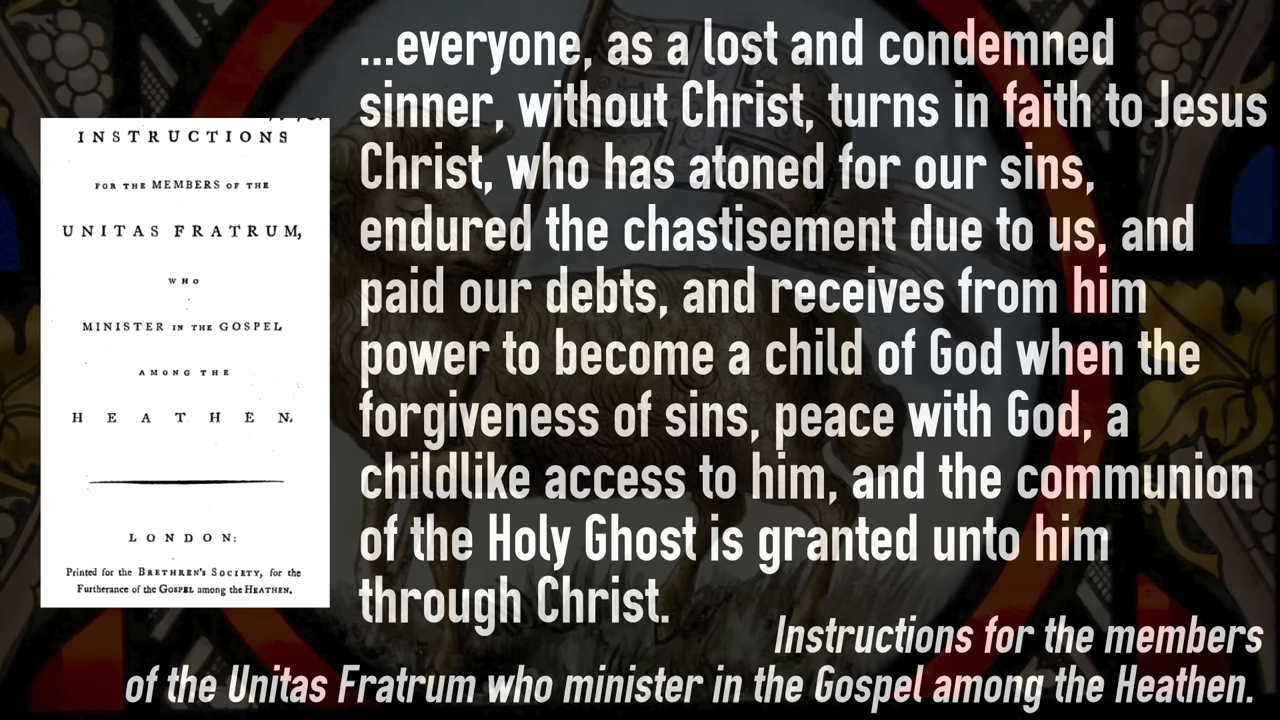 INSTRUCTIONS
FOR THE MEMBERS OF THE
UNITAS FRATRUM,
WHO
MINISTER IN THE GOSPEL
AMONG THE
HEATHEN.
LONDON:
Printed for the BRETHREN'S SOCIETY, for the
Furtherance of the GOSPEL among the HEATHEN.
...everyone, as a lost and condemned
sinner, without Christ, turns in faith to Jesus
Christ, who has atoned for our sins,
endured the chastisement due to us, and
paid our debts, and receives from him
power to become a child of God when the
forgiveness of sins, peace with God, a
childlike access to him, and the communion
of the Holy Ghost is granted unto him
through Christ.
Instructions for the members
of the Unitas Fratrum who minister in the Gospel among the Heathen.